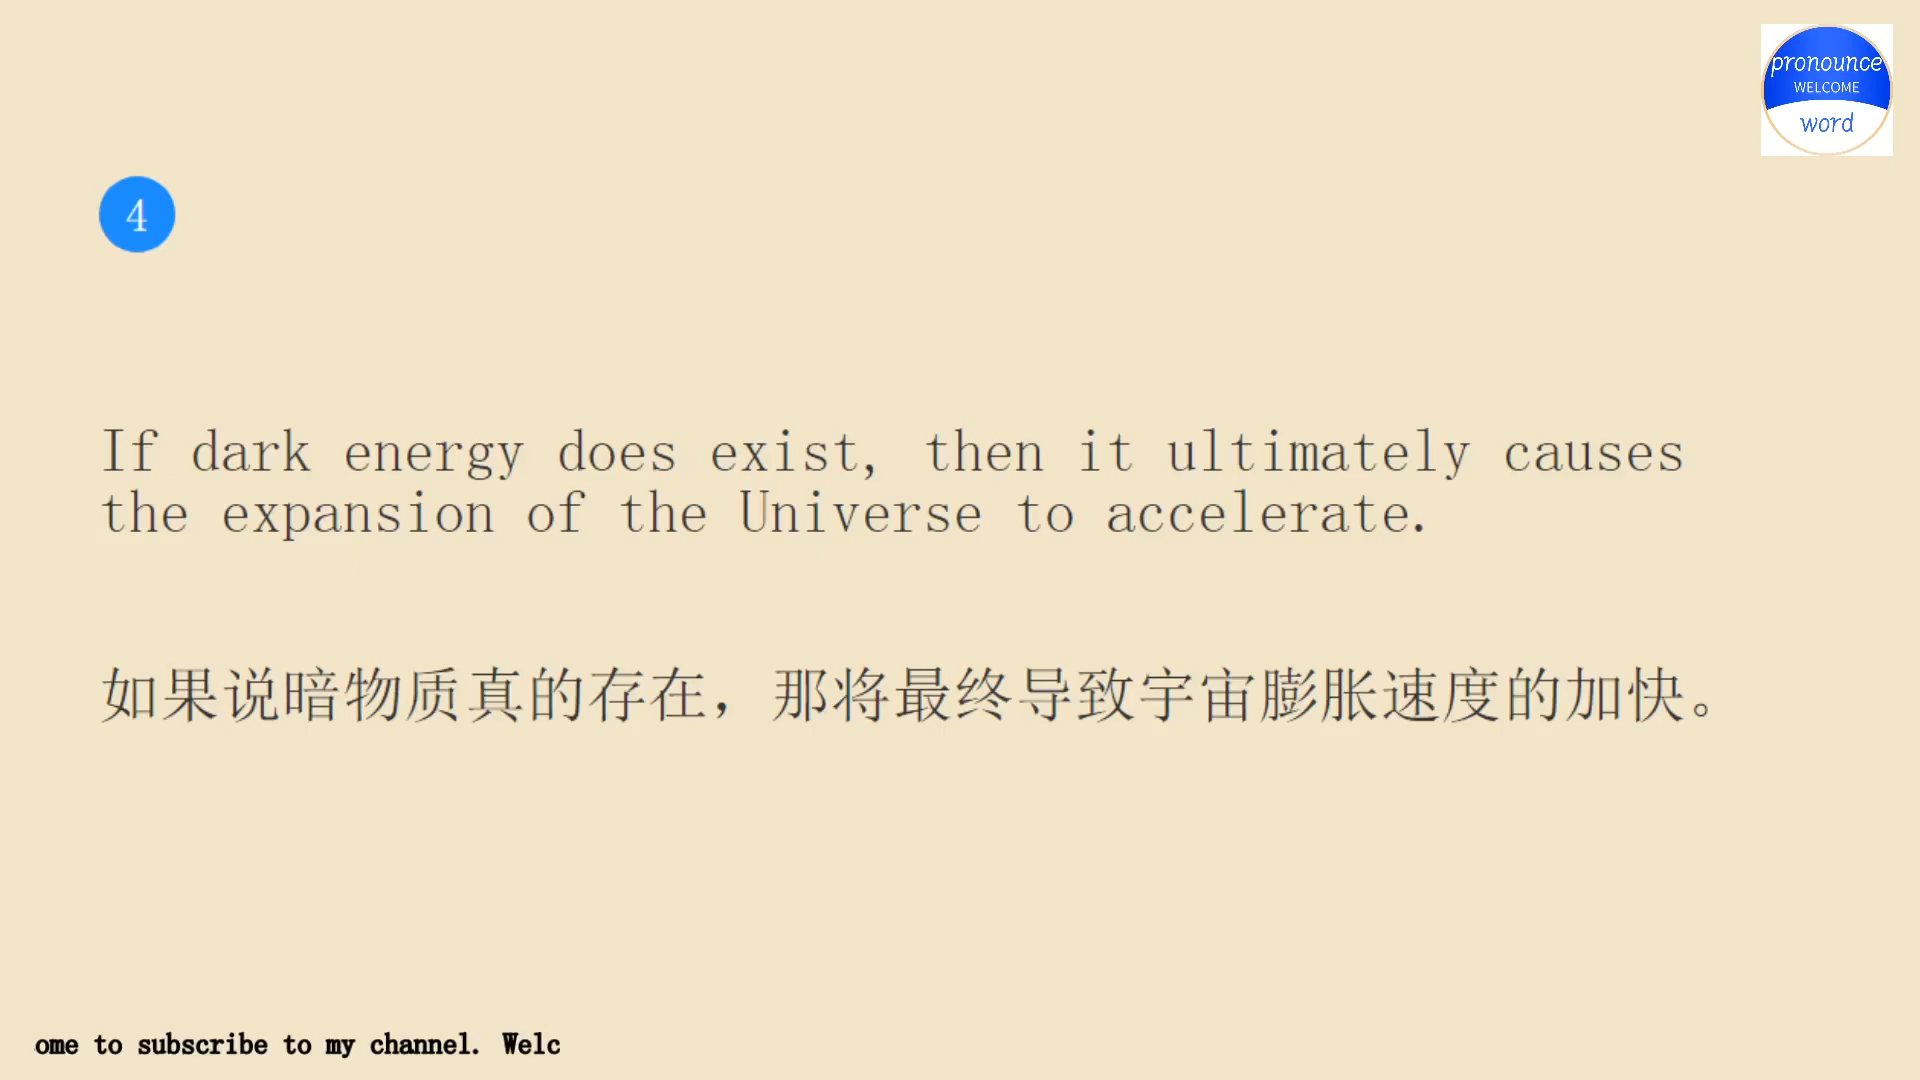 pronounce
WELCOME
word
4
If dark energy does exist, then it ultimately causes
the expansion of the Universe to accelerate.
如果说暗物质真的存在，那将最终导致宇宙膨胀速度的加快。
ome to subscribe to my channel. Welc